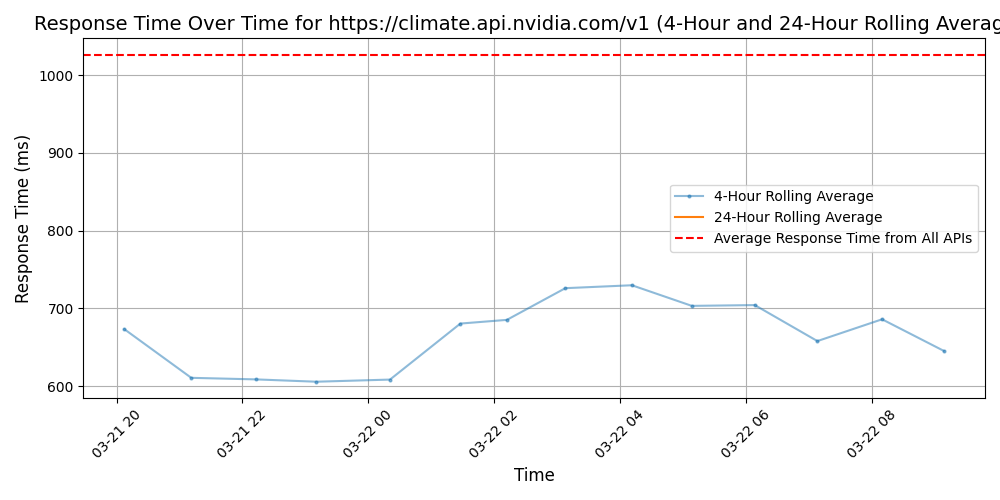 Response Time Over Time for https://climate.api.nvidia.com/v1 (4-Hour and 24-Hour Rolling Averag
Response Time (ms)
1000
900
800
700
600
4-Hour Rolling Average
24-Hour Rolling Average
Average Response Time from All APIs
03-21 20
03-21 22
03-22 00
03-22 02
03-22 04
03-22 06
03-22 08
Time